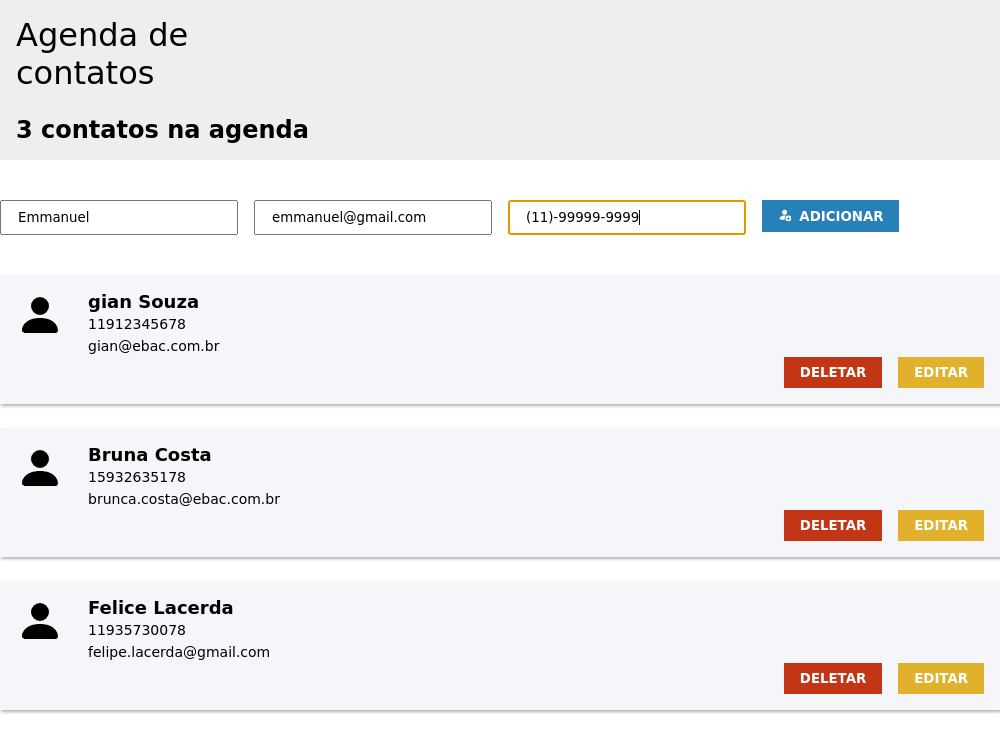 Agenda de
contatos
3 contatos na agenda
Emmanuel emmanuel@gmail.com (11)-99999-9999 ADICIONAR
gian Souza
11912345678
gian@ebac.com.br
DELETAR EDITAR
Bruna Costa
15932635178
brunca.costa@ebac.com.br
DELETAR EDITAR
Felice Lacerda
11935730078
felipe.lacerda@gmail.com
DELETAR EDITAR